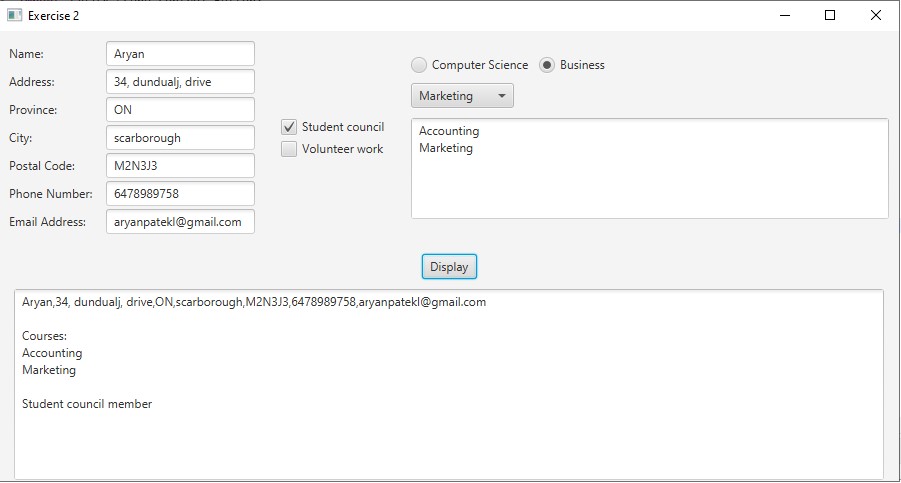 Exercise 2
Name: Aryan
Address: 34, dundualj, drive
Province: ON
City: scarborough
Postal Code: M2N3J3
Phone Number: 6478989758
Email Address: aryanpatekl@gmail.com
Student council
Volunteer work
Computer Science Business
Marketing
Accounting
Marketing
Display
Aryan,34, dundualj, drive,ON,scarborough,M2N3J3,6478989758,aryanpatekl@gmail.com
Courses:
Accounting
Marketing
Student council member